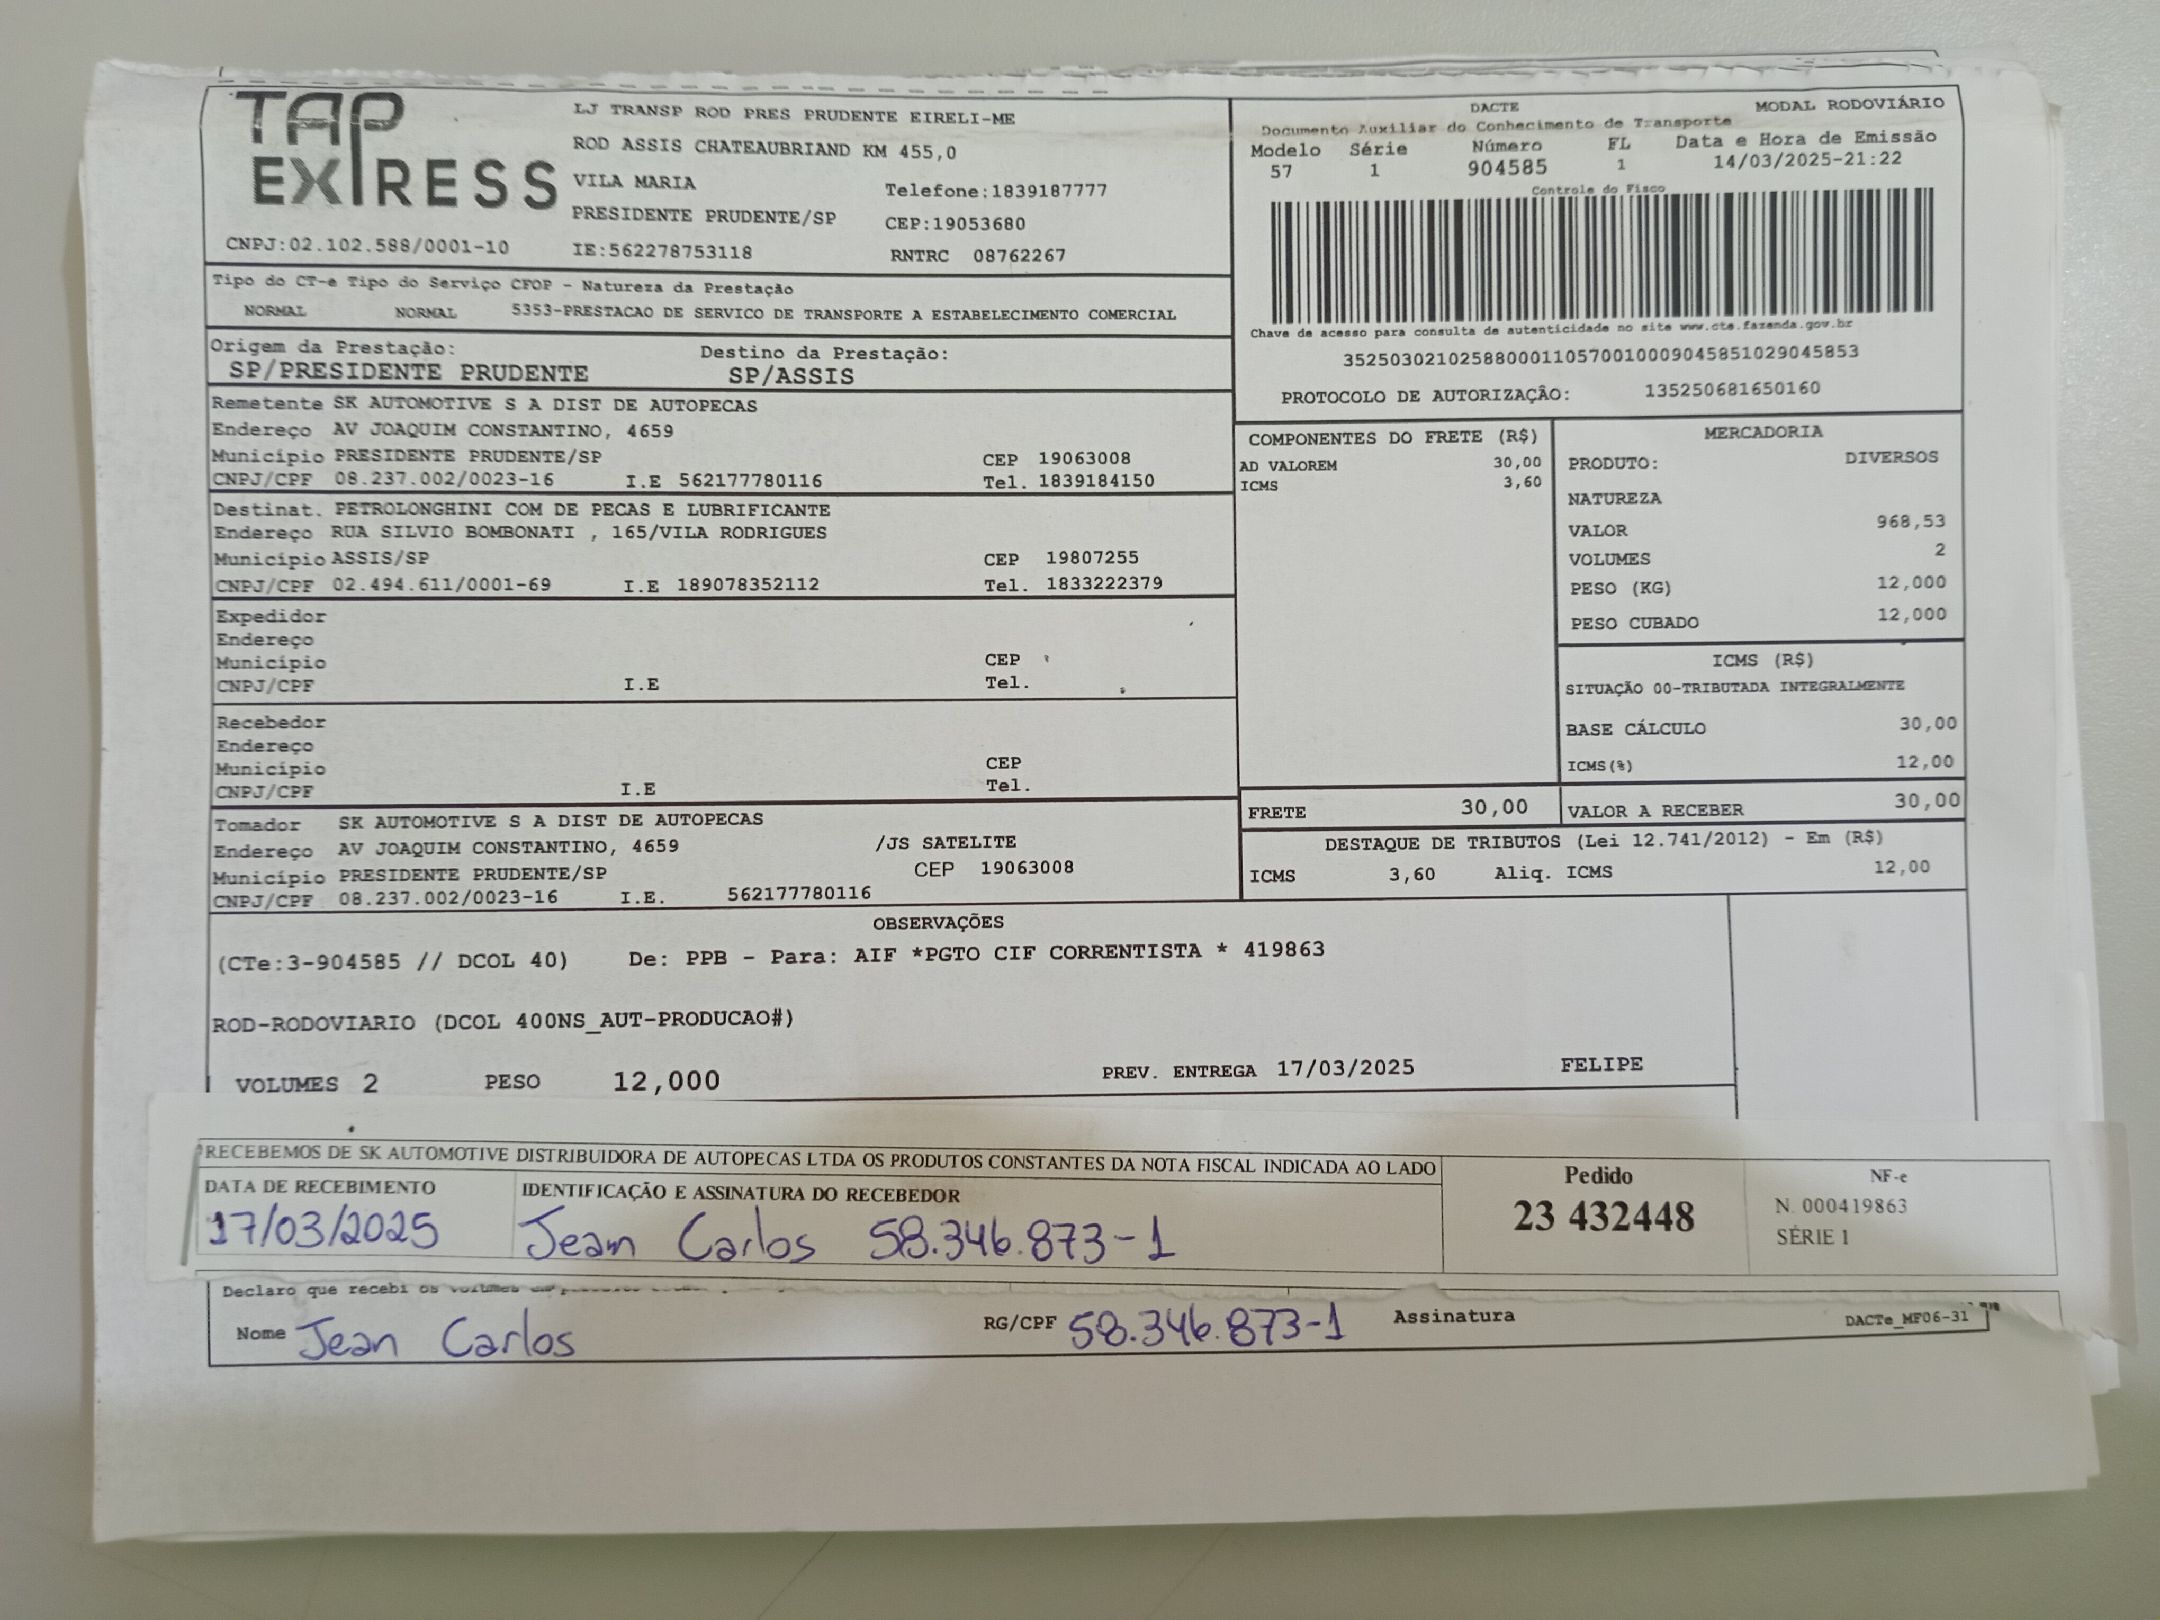 TAP
EXPRESS
LJ TRANSP ROD PRES PRUDENTE EIRELI-ME
ROD ASSIS CHATEAUBRIAND KM 455,0
VILA MARIA
Telefone:1839187777
PRESIDENTE PRUDENTE/SP
CEP:19053680
CNPJ:02.102.588/0001-10
IE:562278753118
RNTRC 08762267
DACTE
MODAL RODOVIÁRIO
Documento Auxiliar do Conhecimento de Transporte
Modelo Série Número FL Data e Hora de Emissão
57 1 904585 1 14/03/2025-21:22
Controle do Fisco
Chave de acesso para consulta de autenticidade no site www.cte.fazenda.gov.br
35250302102588000110570010009045851029045853
PROTOCOLO DE AUTORIZAÇÃO: 135250681650160
Tipo do CT-e Tipo do Serviço CFOP - Natureza da Prestação
NORMAL NORMAL 5353-PRESTACAO DE SERVICO DE TRANSPORTE A ESTABELECIMENTO COMERCIAL
Origem da Prestação: Destino da Prestação:
SP/PRESIDENTE PRUDENTE SP/ASSIS
Remetente SK AUTOMOTIVE S A DIST DE AUTOPECAS
Endereço AV JOAQUIM CONSTANTINO, 4659
Município PRESIDENTE PRUDENTE/SP CEP 19063008
CNPJ/CPF 08.237.002/0023-16 I.E 562177780116 Tel. 1839184150
Destinat. PETROLONGHINI COM DE PECAS E LUBRIFICANTE
Endereço RUA SILVIO BOMBONATI , 165/VILA RODRIGUES
Município ASSIS/SP CEP 19807255
CNPJ/CPF 02.494.611/0001-69 I.E 189078352112 Tel. 1833222379
Expedidor
Endereço
Município CEP
CNPJ/CPF I.E Tel.
Recebedor
Endereço
Município CEP
CNPJ/CPF I.E Tel.
Tomador SK AUTOMOTIVE S A DIST DE AUTOPECAS
Endereço AV JOAQUIM CONSTANTINO, 4659 /JS SATELITE
Município PRESIDENTE PRUDENTE/SP CEP 19063008
CNPJ/CPF 08.237.002/0023-16 I.E. 562177780116
COMPONENTES DO FRETE (R$)
AD VALOREM 30,00
ICMS 3,60
MERCADORIA
PRODUTO: DIVERSOS
NATUREZA
VALOR 968,53
VOLUMES 2
PESO (KG) 12,000
PESO CUBADO 12,000
ICMS (R$)
SITUAÇÃO 00-TRIBUTADA INTEGRALMENTE
BASE CÁLCULO 30,00
ICMS(%) 12,00
FRETE 30,00 VALOR A RECEBER 30,00
DESTAQUE DE TRIBUTOS (Lei 12.741/2012) - Em (R$)
ICMS 3,60 Aliq. ICMS 12,00
OBSERVAÇÕES
(CTe:3-904585 // DCOL 40) De: PPB - Para: AIF *PGTO CIF CORRENTISTA * 419863
ROD-RODOVIARIO (DCOL 400NS_AUT-PRODUCAO#)
VOLUMES 2 PESO 12,000 PREV. ENTREGA 17/03/2025 FELIPE
RECEBEMOS DE SK AUTOMOTIVE DISTRIBUIDORA DE AUTOPECAS LTDA OS PRODUTOS CONSTANTES DA NOTA FISCAL INDICADA AO LADO
DATA DE RECEBIMENTO IDENTIFICAÇÃO E ASSINATURA DO RECEBEDOR
17/03/2025 Jean Carlos 58.346.873-1
Pedido
23 432448
NF-e
N. 000419863
SÉRIE 1
Declaro que recebi os volumes
Nome Jean Carlos RG/CPF 58.346.873-1 Assinatura
DACTe_MF06-31